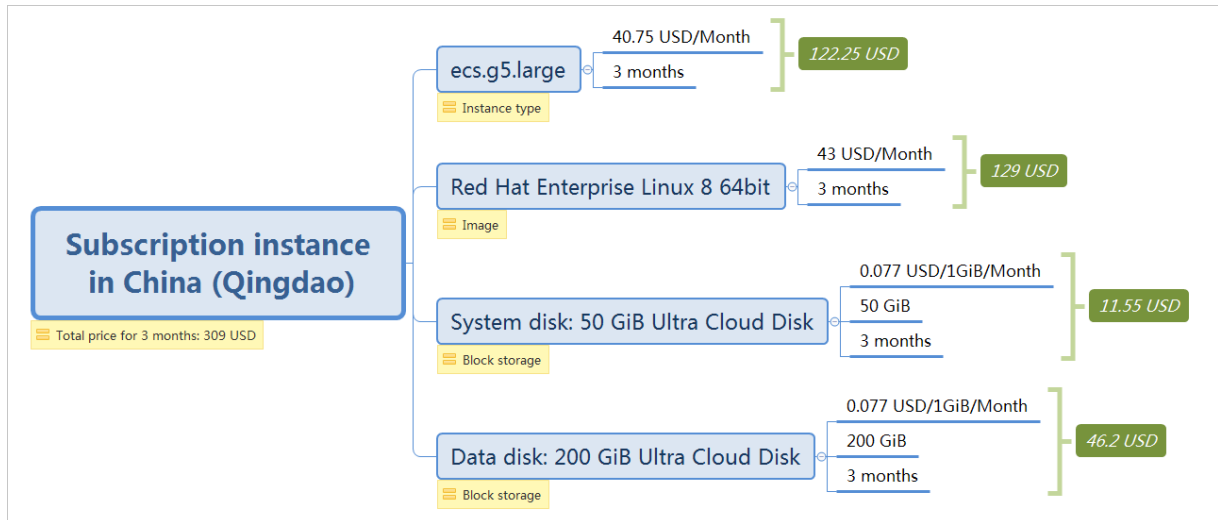 Subscription instance
in China (Qingdao)
Total price for 3 months: 309 USD
ecs.g5.large
Instance type
40.75 USD/Month
3 months
122.25 USD
Red Hat Enterprise Linux 8 64bit
Image
43 USD/Month
3 months
129 USD
System disk: 50 GiB Ultra Cloud Disk
Block storage
0.077 USD/1GiB/Month
50 GiB
3 months
11.55 USD
Data disk: 200 GiB Ultra Cloud Disk
Block storage
0.077 USD/1GiB/Month
200 GiB
3 months
46.2 USD